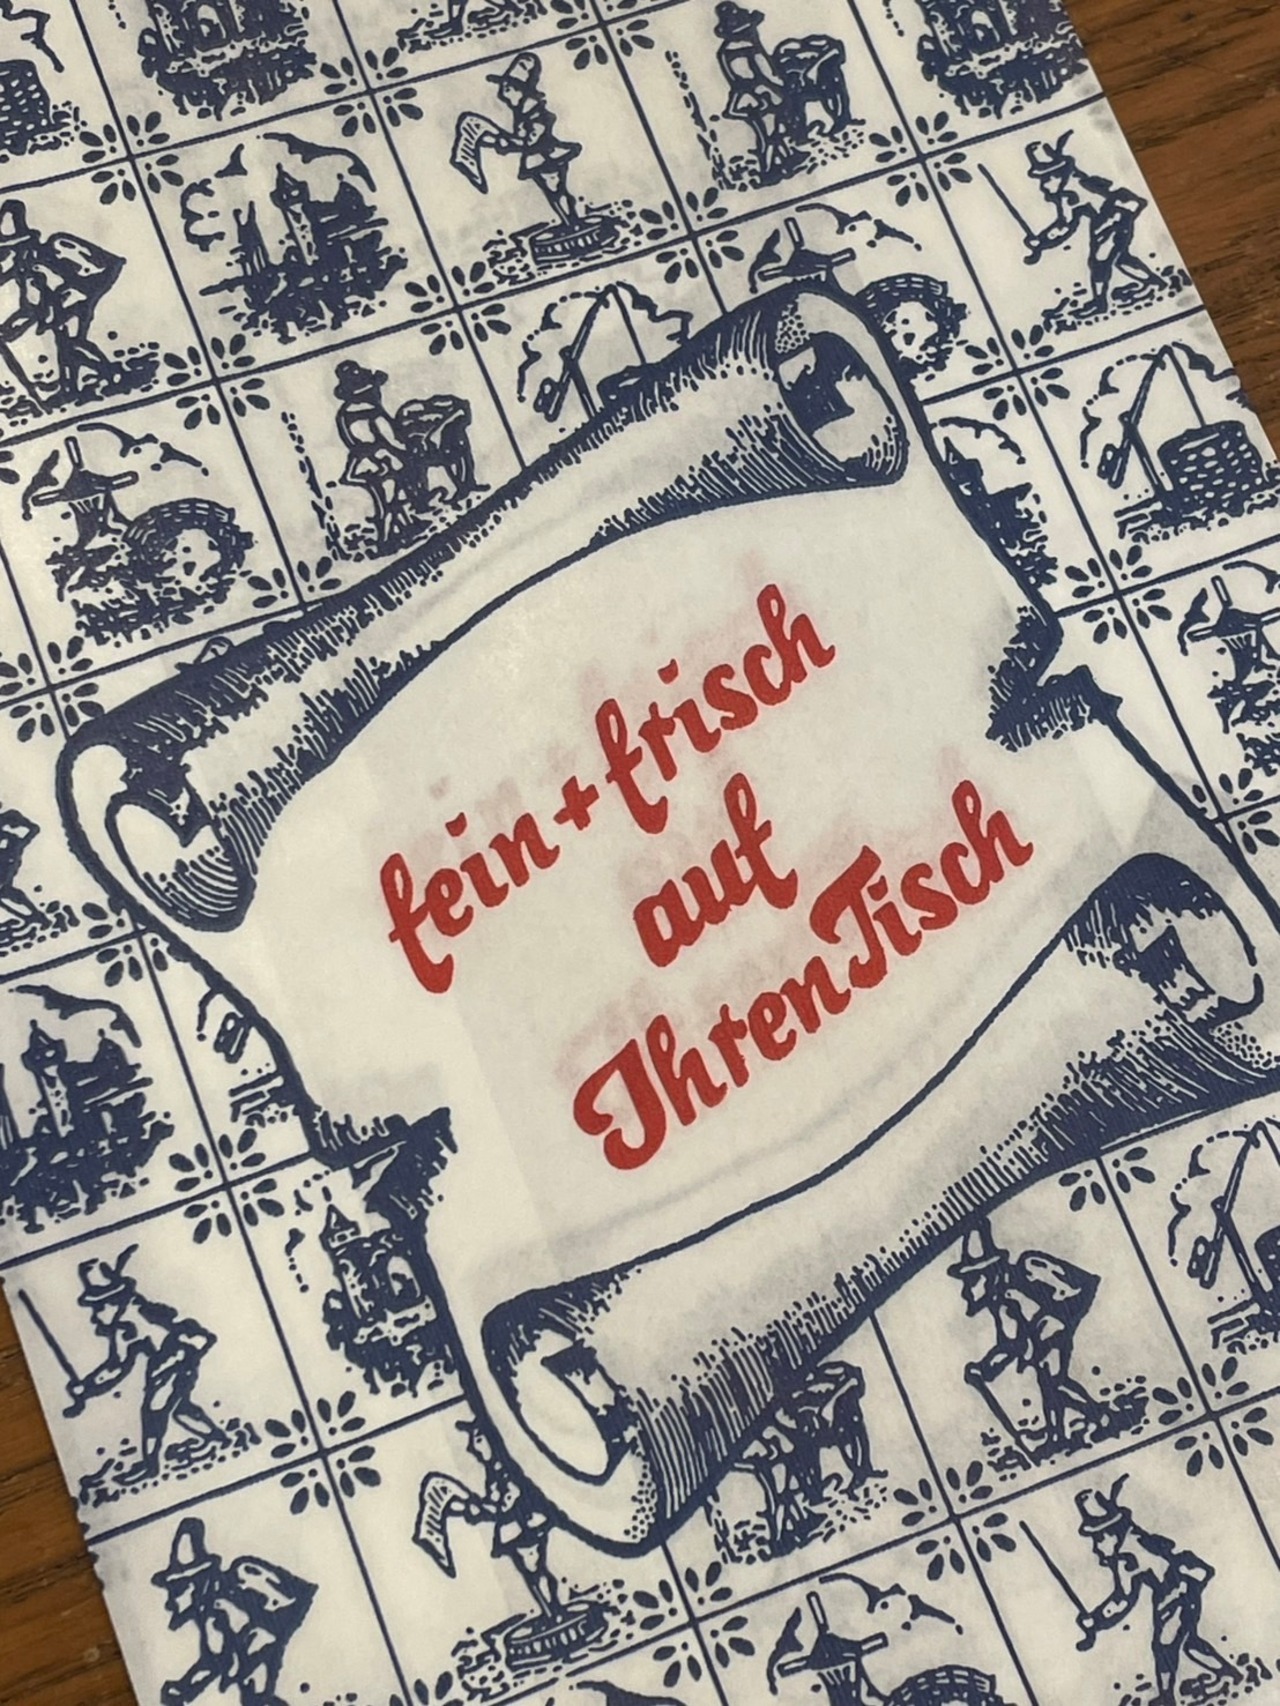 fein + frisch
auf
Ihren Tisch